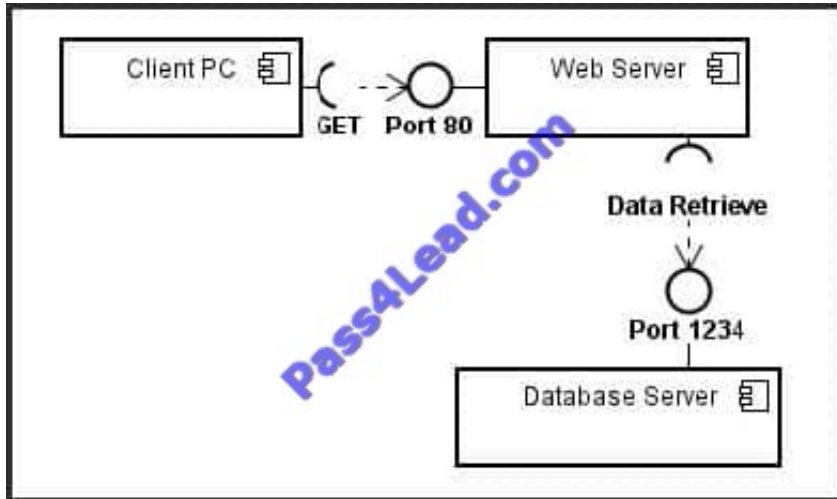 Client PC
Web Server
GET
Port 80
Data Retrieve
Port 1234
Database Server
Pass4Lead.com